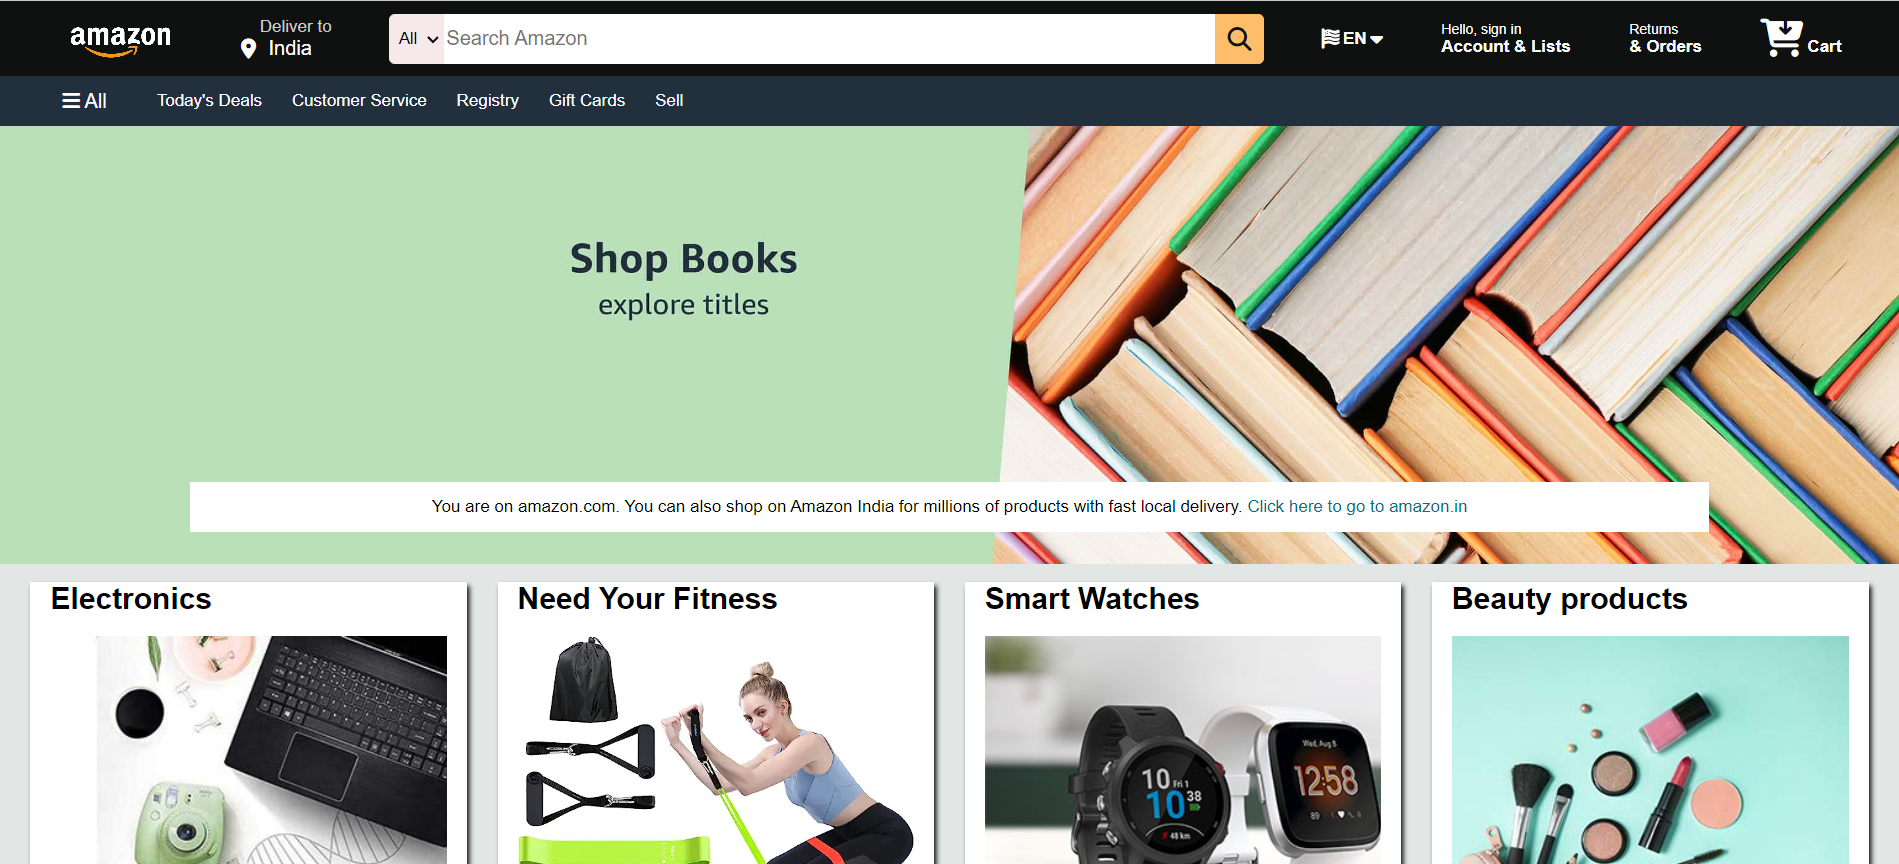 amazon
Deliver to
India
All
Search Amazon
EN
Hello, sign in
Account & Lists
Returns
& Orders
Cart
All
Today's Deals
Customer Service
Registry
Gift Cards
Sell
Shop Books
explore titles
You are on amazon.com. You can also shop on Amazon India for millions of products with fast local delivery. Click here to go to amazon.in
Electronics
Need Your Fitness
Smart Watches
Beauty products
Wed, Aug 8
12:58
89
10 Fri 1
10 38
48 km